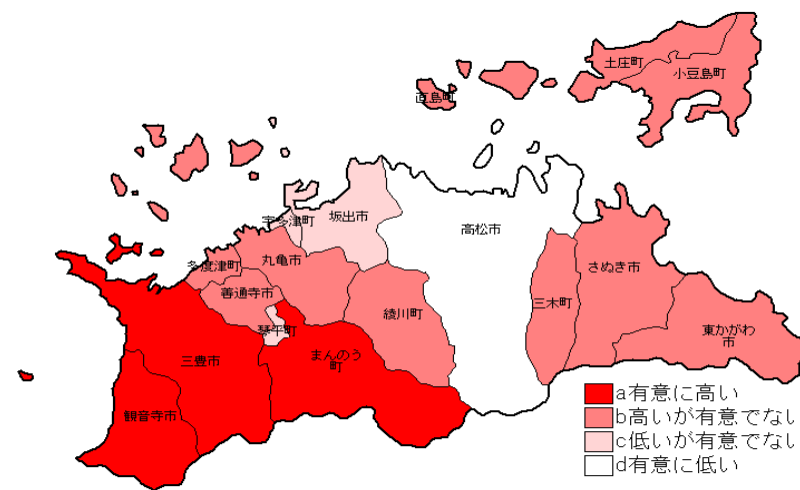 土庄町
小豆島町
直島町
宇多津町
坂出市
高松市
多度津町
丸亀市
さぬき市
善通寺市
綾川町
三木町
琴平町
東かがわ
市
三豊市
まんのう
町
観音寺市
a有意に高い
b高いが有意でない
c低いが有意でない
d有意に低い